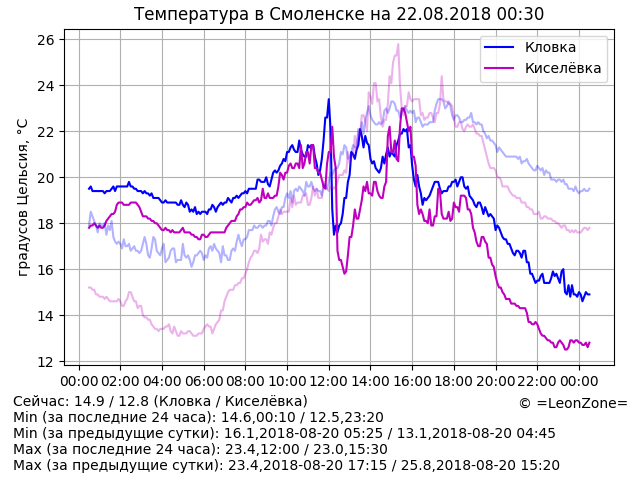 Температура в Смоленске на 22.08.2018 00:30
градусов Цельсия, °C
26
24
22
20
18
16
14
12
Кловка
Киселёвка
00:00 02:00 04:00 06:00 08:00 10:00 12:00 14:00 16:00 18:00 20:00 22:00 00:00
Сейчас: 14.9 / 12.8 (Кловка / Киселёвка)
© =LeonZone=
Min (за последние 24 часа): 14.6,00:10 / 12.5,23:20
Min (за предыдущие сутки): 16.1,2018-08-20 05:25 / 13.1,2018-08-20 04:45
Max (за последние 24 часа): 23.4,12:00 / 23.0,15:30
Max (за предыдущие сутки): 23.4,2018-08-20 17:15 / 25.8,2018-08-20 15:20